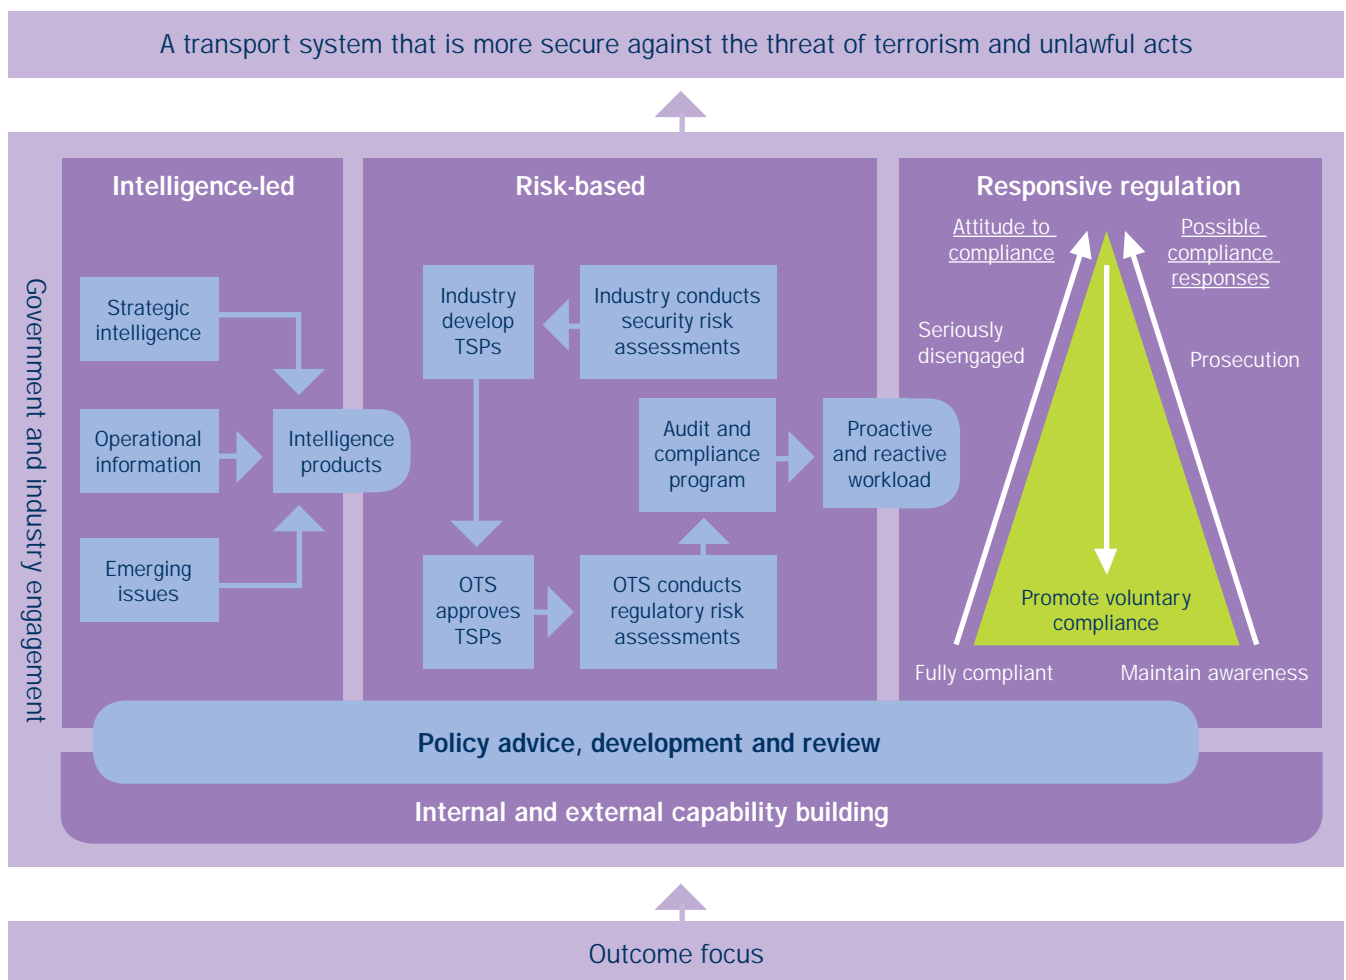 A transport system that is more secure against the threat of terrorism and unlawful acts
Government and industry engagement
Intelligence-led
Strategic
intelligence
Operational
information
Emerging
issues
Intelligence
products
Risk-based
Industry
develop
TSPs
Industry conducts
security risk
assessments
Audit and
compliance
program
Proactive
and reactive
workload
OTS
approves
TSPs
OTS conducts
regulatory risk
assessments
Responsive regulation
Attitude to
compliance
Possible
compliance
responses
Seriously
disengaged
Prosecution
Promote voluntary
compliance
Fully compliant
Maintain awareness
Policy advice, development and review
Internal and external capability building
Outcome focus